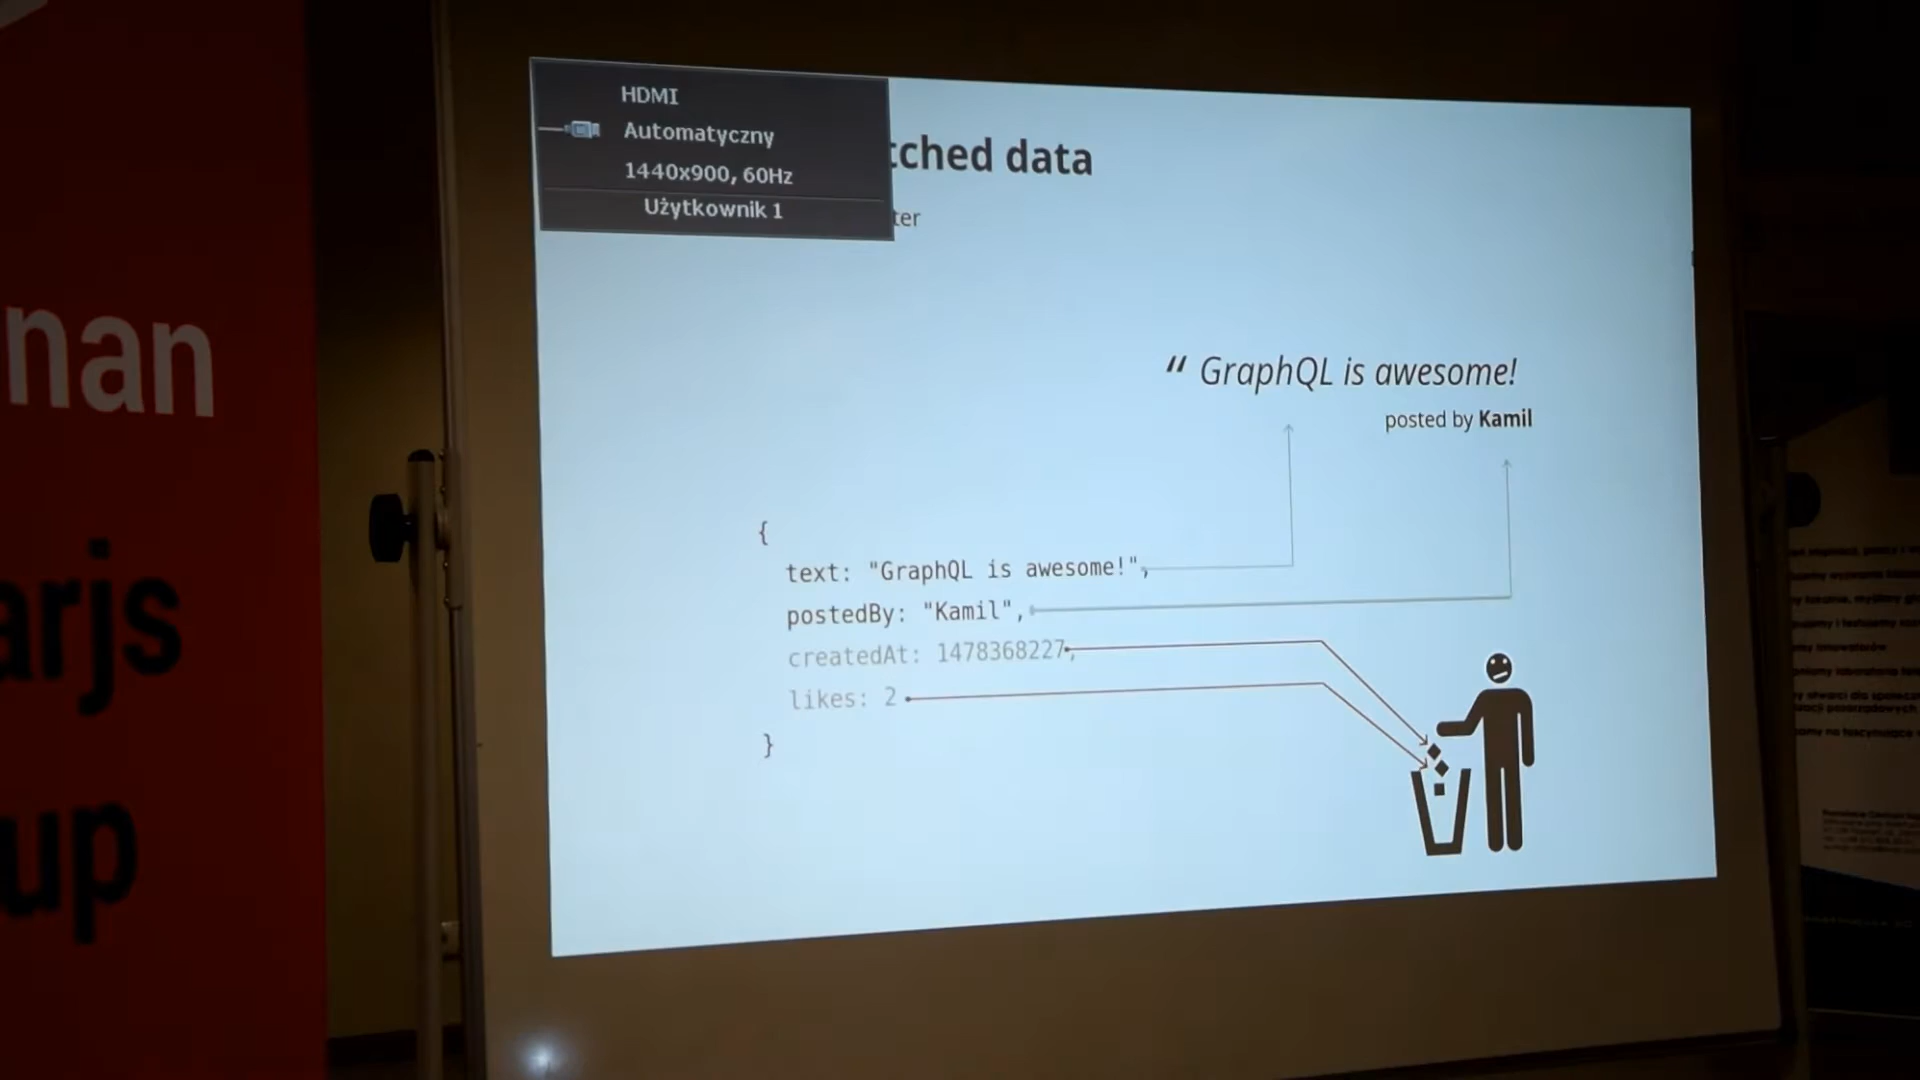 HDMI
Automatyczny
1440x900, 60Hz
Użytkownik 1
tched data
ter
“ GraphQL is awesome!
posted by Kamil
{
text: "GraphQL is awesome!",
postedBy: "Kamil",
createdAt: 1478368227,
likes: 2
}
nan
arjs
up